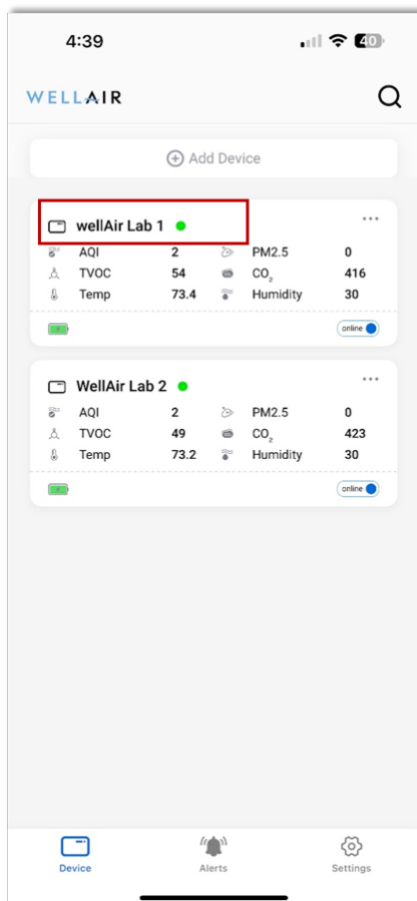 4:39 40
WELLAIR
Add Device
wellAir Lab 1 ...
AQI 2 PM2.5 0
TVOC 54 CO₂ 416
Temp 73.4 Humidity 30
online
WellAir Lab 2 ...
AQI 2 PM2.5 0
TVOC 49 CO₂ 423
Temp 73.2 Humidity 30
online
Device Alerts Settings